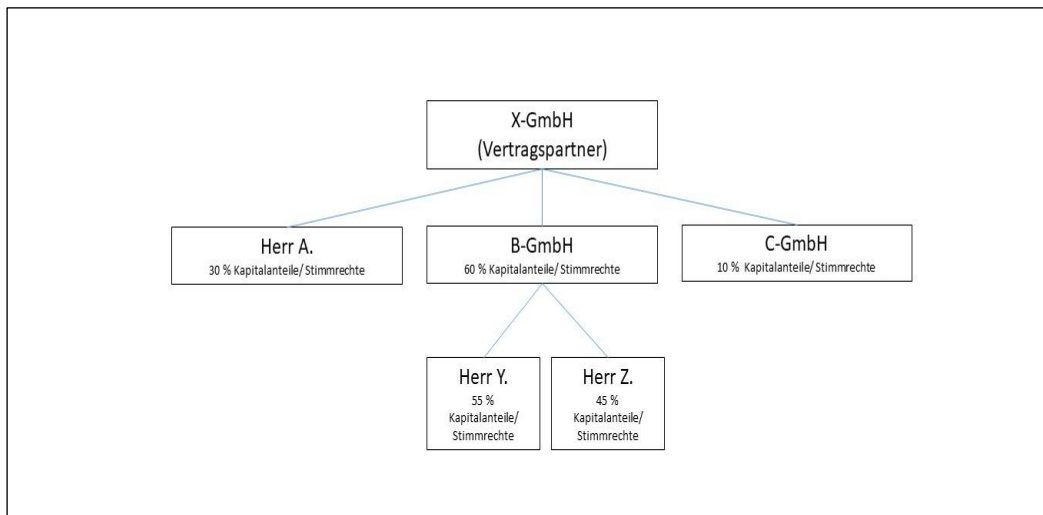 X-GmbH
(Vertragspartner)
Herr A.
30 % Kapitalanteile/ Stimmrechte
B-GmbH
60 % Kapitalanteile/ Stimmrechte
C-GmbH
10 % Kapitalanteile/ Stimmrechte
Herr Y.
55 %
Kapitalanteile/
Stimmrechte
Herr Z.
45 %
Kapitalanteile/
Stimmrechte